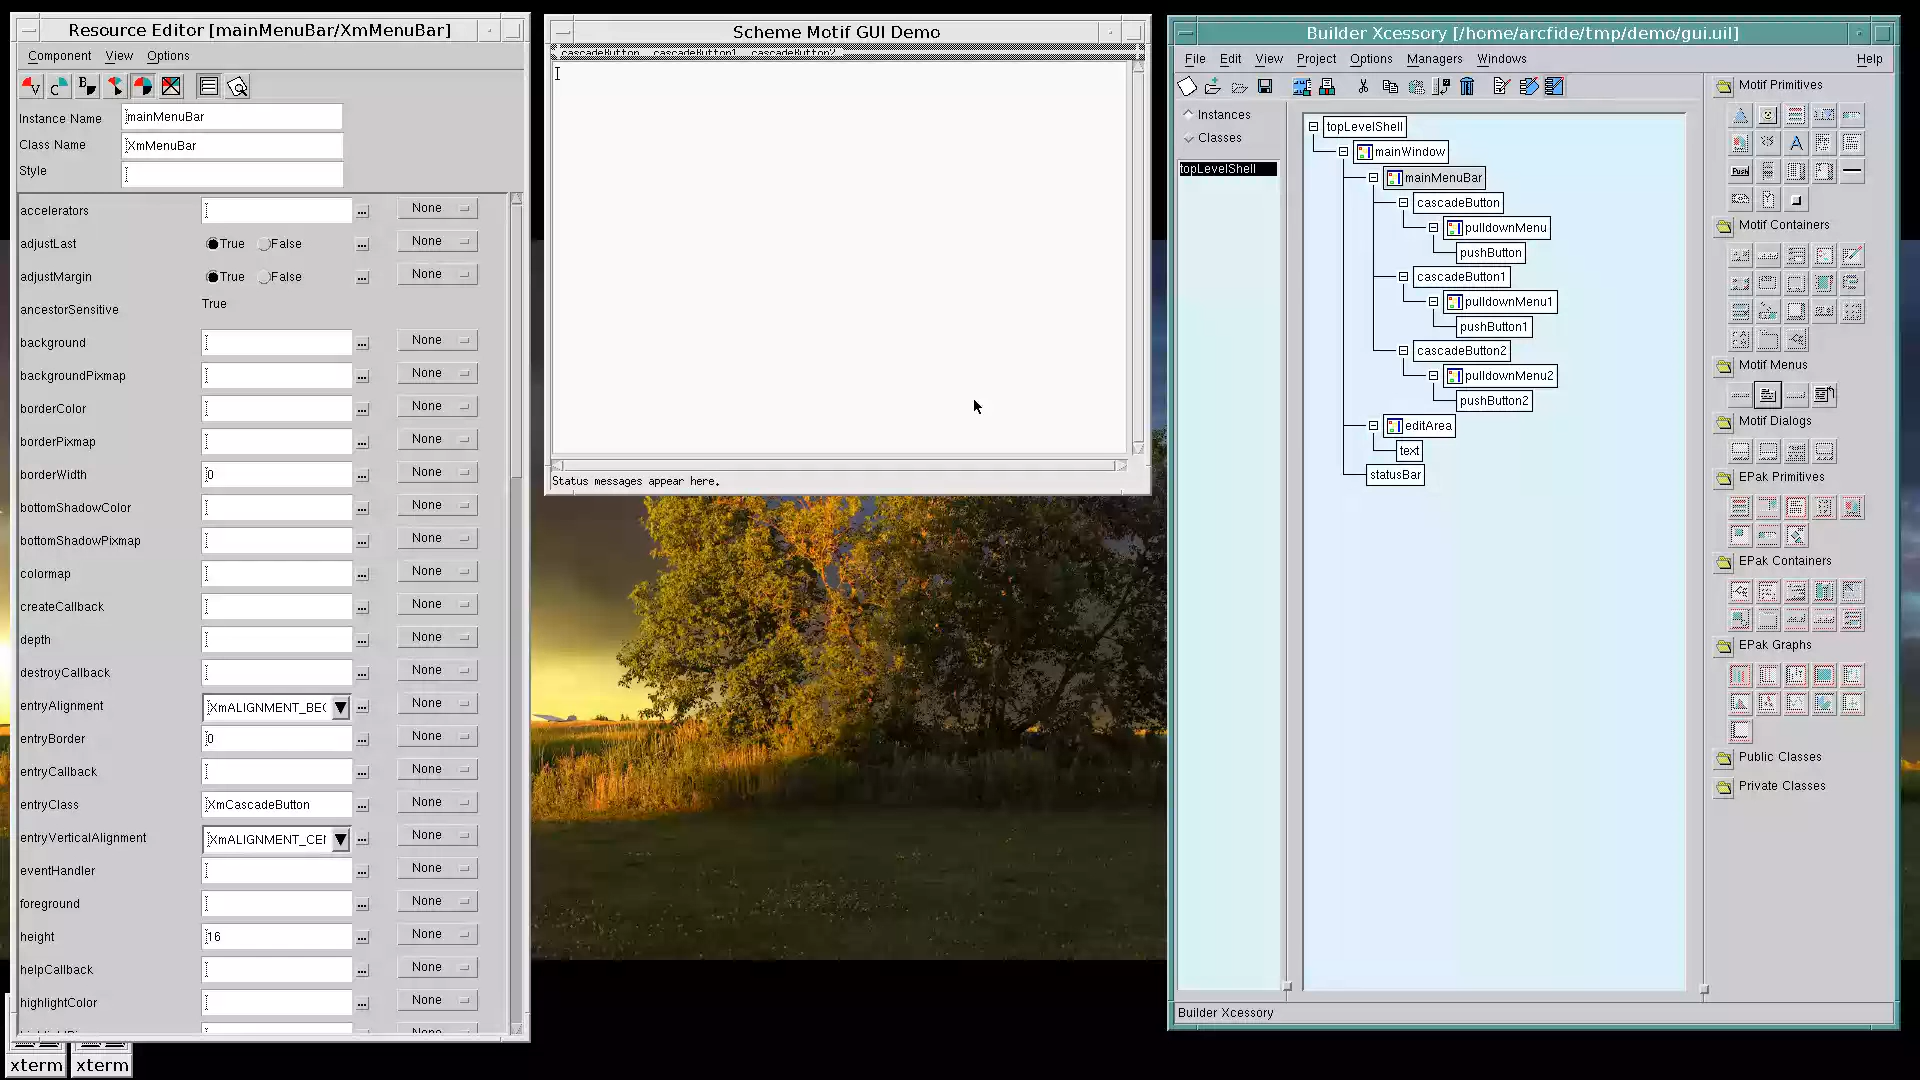 Resource Editor [mainMenuBar/XmMenuBar]
Component View Options
Instance Name mainMenuBar
Class Name XmMenuBar
Style
accelerators None
adjustLast True False ... None
adjustMargin True False ... None
ancestorSensitive True
background ... None
backgroundPixmap ... None
borderColor ... None
borderPixmap ... None
borderWidth 0 ... None
bottomShadowColor ... None
bottomShadowPixmap ... None
colormap ... None
createCallback ... None
depth ... None
destroyCallback ... None
entryAlignment XmALIGNMENT_BEG ... None
entryBorder 0 ... None
entryCallback ... None
entryClass XmCascadeButton ... None
entryVerticalAlignment XmALIGNMENT_CEN ... None
eventHandler ... None
foreground ... None
height 16 ... None
helpCallback ... None
highlightColor ... None
xterm xterm
Scheme Motif GUI Demo
cascadeButton cascadeButton1 cascadeButton2
Status messages appear here.
Builder Xcessory [/home/arcfide/tmp/demo/gui.uil]
File Edit View Project Options Managers Windows Help
Instances
Classes
topLevelShell
topLevelShell
mainWindow
mainMenuBar
cascadeButton
pulldownMenu
pushButton
cascadeButton1
pulldownMenu1
pushButton1
cascadeButton2
pulldownMenu2
pushButton2
editArea
text
statusBar
Motif Primitives
Push
Motif Containers
Motif Menus
Motif Dialogs
EPak Primitives
EPak Containers
EPak Graphs
Public Classes
Private Classes
Builder Xcessory